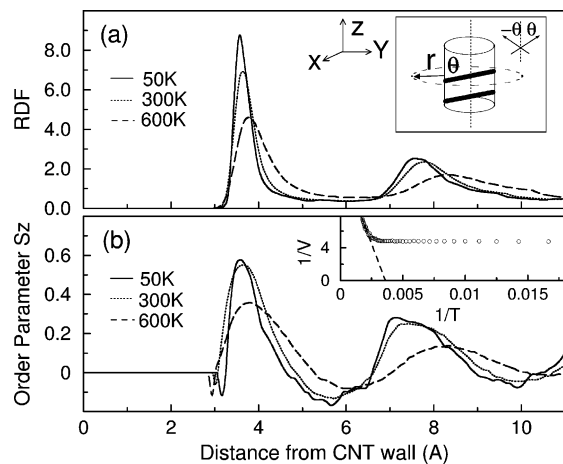 (a)
RDF
8.0
6.0
4.0
2.0
0.0
50K
300K
600K
Z
X
Y
−θ θ
r
θ
(b)
Order Parameter Sz
0.6
0.4
0.2
0
50K
300K
600K
1/V
4
0
0
0.005
0.01
0.015
1/T
0 2 4 6 8 10
Distance from CNT wall (A)